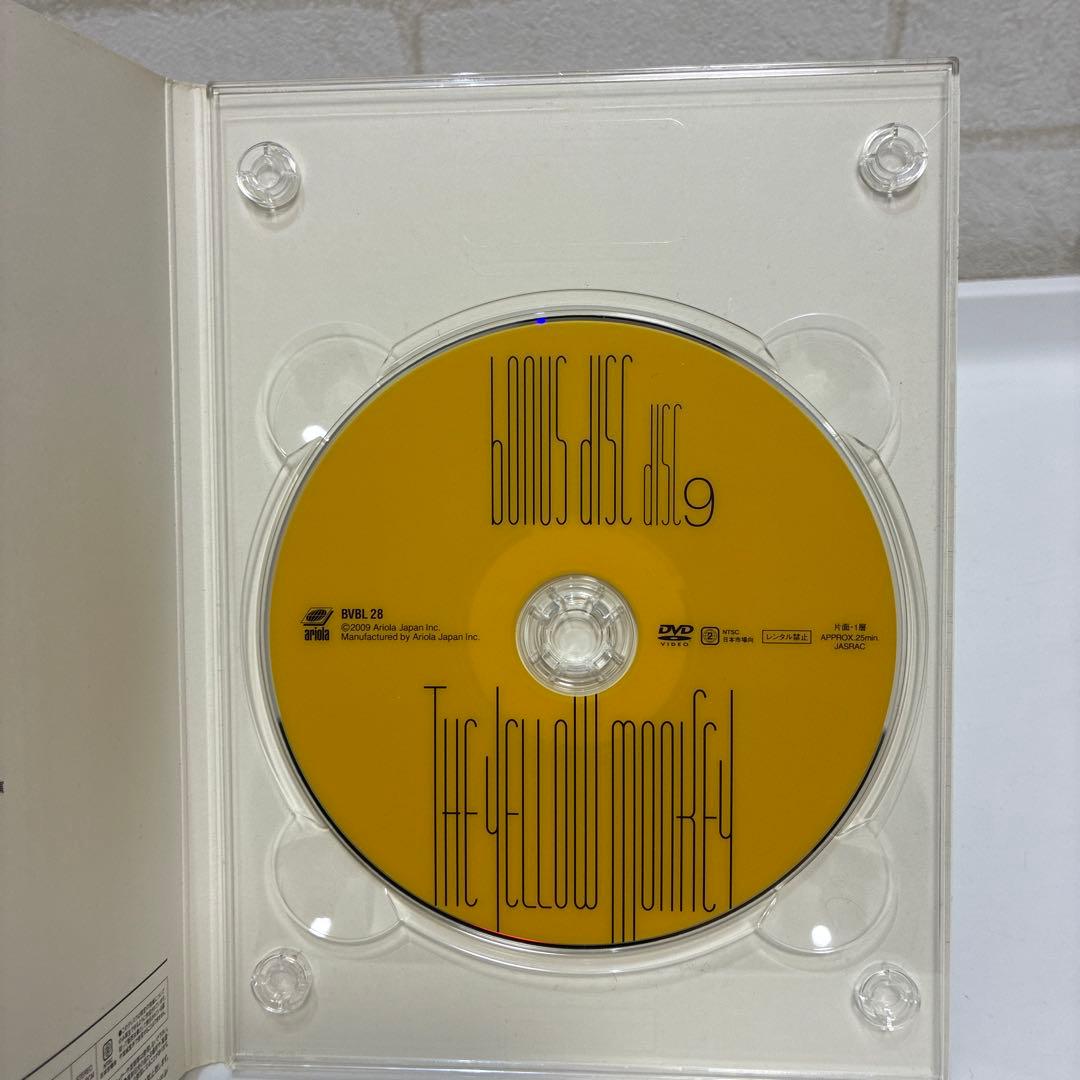 bonus disc disc9
ariola
BVBL 28
©2009 Ariola Japan Inc.
Manufactured by Ariola Japan Inc.
DVD
VIDEO
2
NTSC
日本市場向
レンタル禁止
片面・1層
APPROX.25min.
JASRAC
THE YELLOW MONKEY